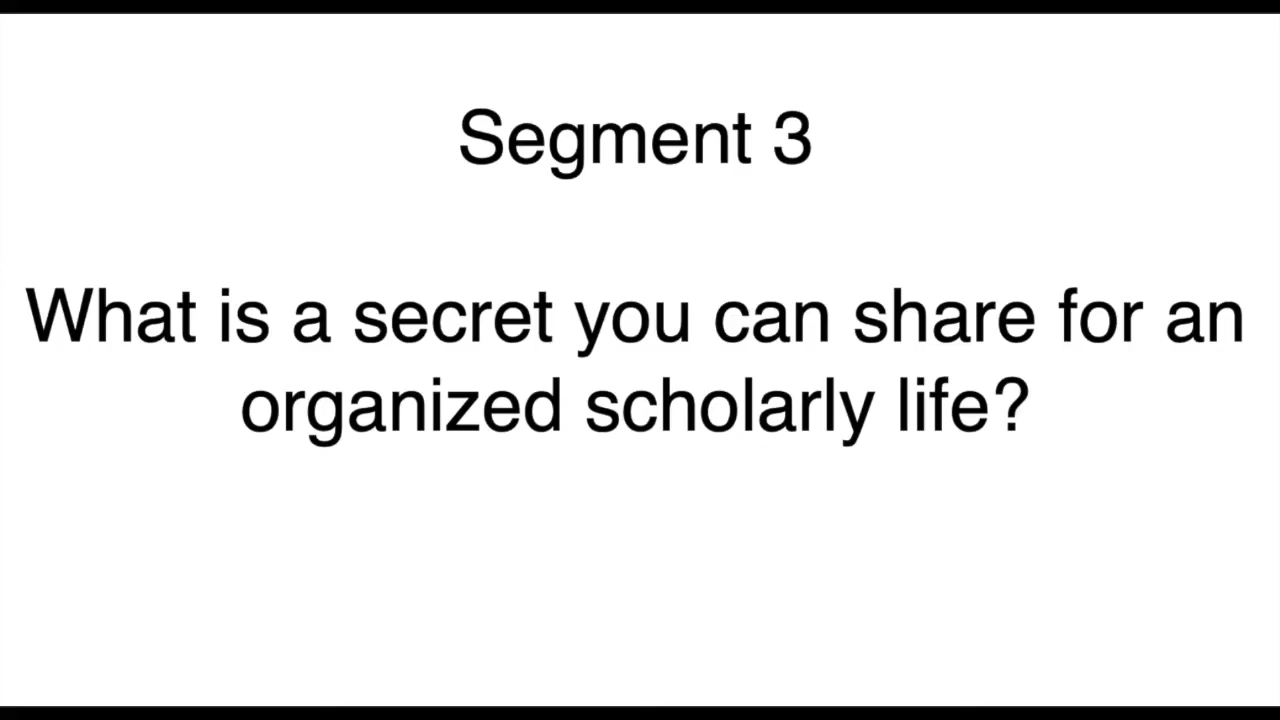 Segment 3
What is a secret you can share for an
organized scholarly life?